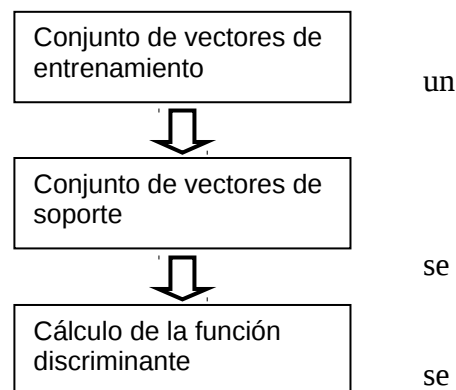 Conjunto de vectores de
entrenamiento
un
Conjunto de vectores de
soporte
se
Cálculo de la función
discriminante
se